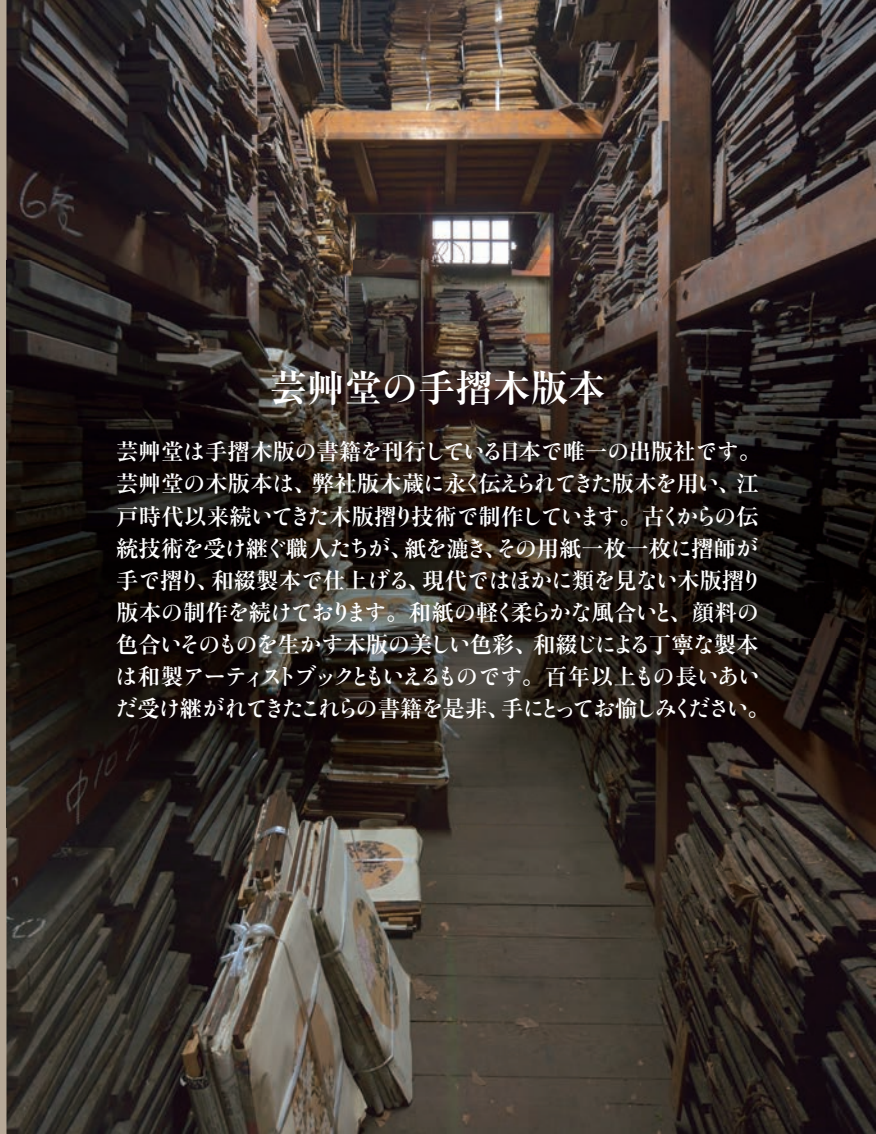 芸艸堂の手摺木版本
芸艸堂は手摺木版の書籍を刊行している日本で唯一の出版社です。
芸艸堂の木版本は、弊社版木蔵に永く伝えられてきた版木を用い、江
戸時代以来続いてきた木版摺り技術で制作しています。古くからの伝
統技術を受け継ぐ職人たちが、紙を漉き、その用紙一枚一枚に摺師が
手で摺り、和綴製本で仕上げる、現代ではほかに類を見ない木版摺り
版本の制作を続けております。和紙の軽く柔らかな風合いと、顔料の
色合いそのものを生かす木版の美しい色彩、和綴じによる丁寧な製本
は和製アーティストブックともいえるものです。百年以上もの長いあい
だ受け継がれてきたこれらの書籍を是非、手にとってお愉しみください。
中10